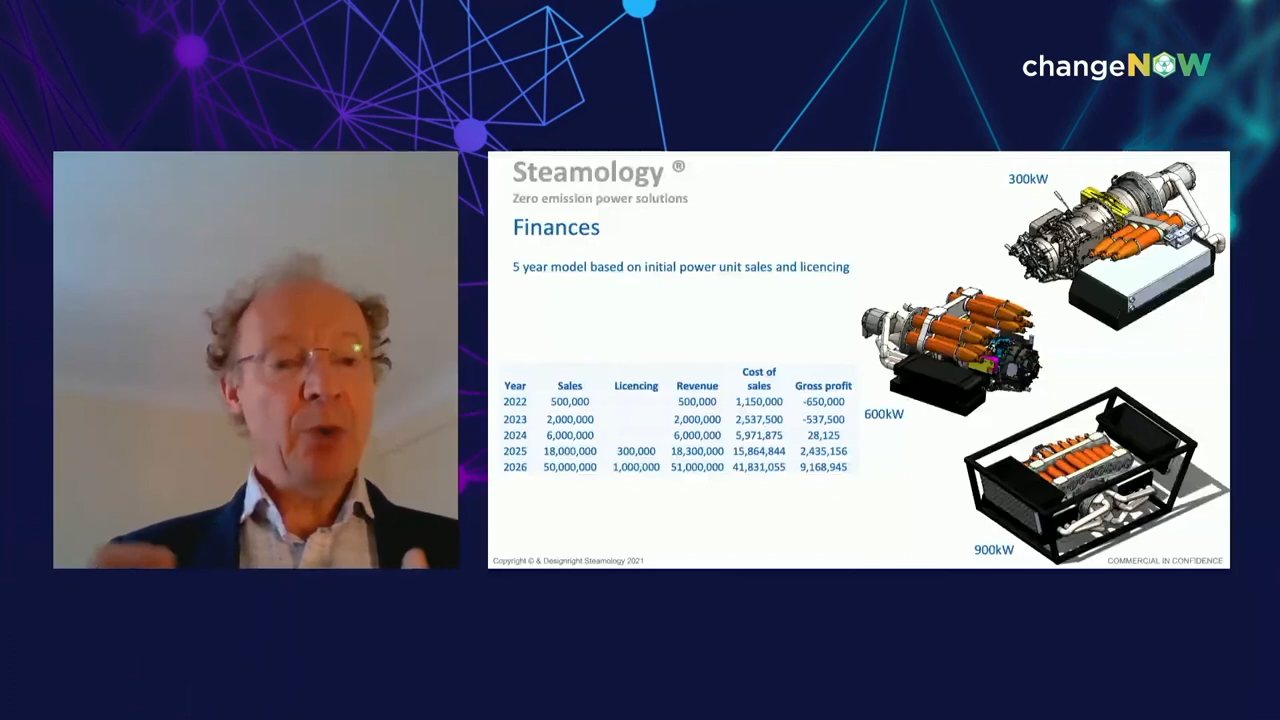 changeNOW
Steamology ®
Zero emission power solutions
Finances
5 year model based on initial power unit sales and licencing
300kW
600kW
900kW
Year Sales Licencing Revenue Cost of sales Gross profit
2022 500,000 500,000 1,150,000 -650,000
2023 2,000,000 2,000,000 2,537,500 -537,500
2024 6,000,000 6,000,000 5,971,875 28,125
2025 18,000,000 300,000 18,300,000 15,864,844 2,435,156
2026 50,000,000 1,000,000 51,000,000 41,831,055 9,168,945
Copyright © & Designright Steamology 2021
COMMERCIAL IN CONFIDENCE